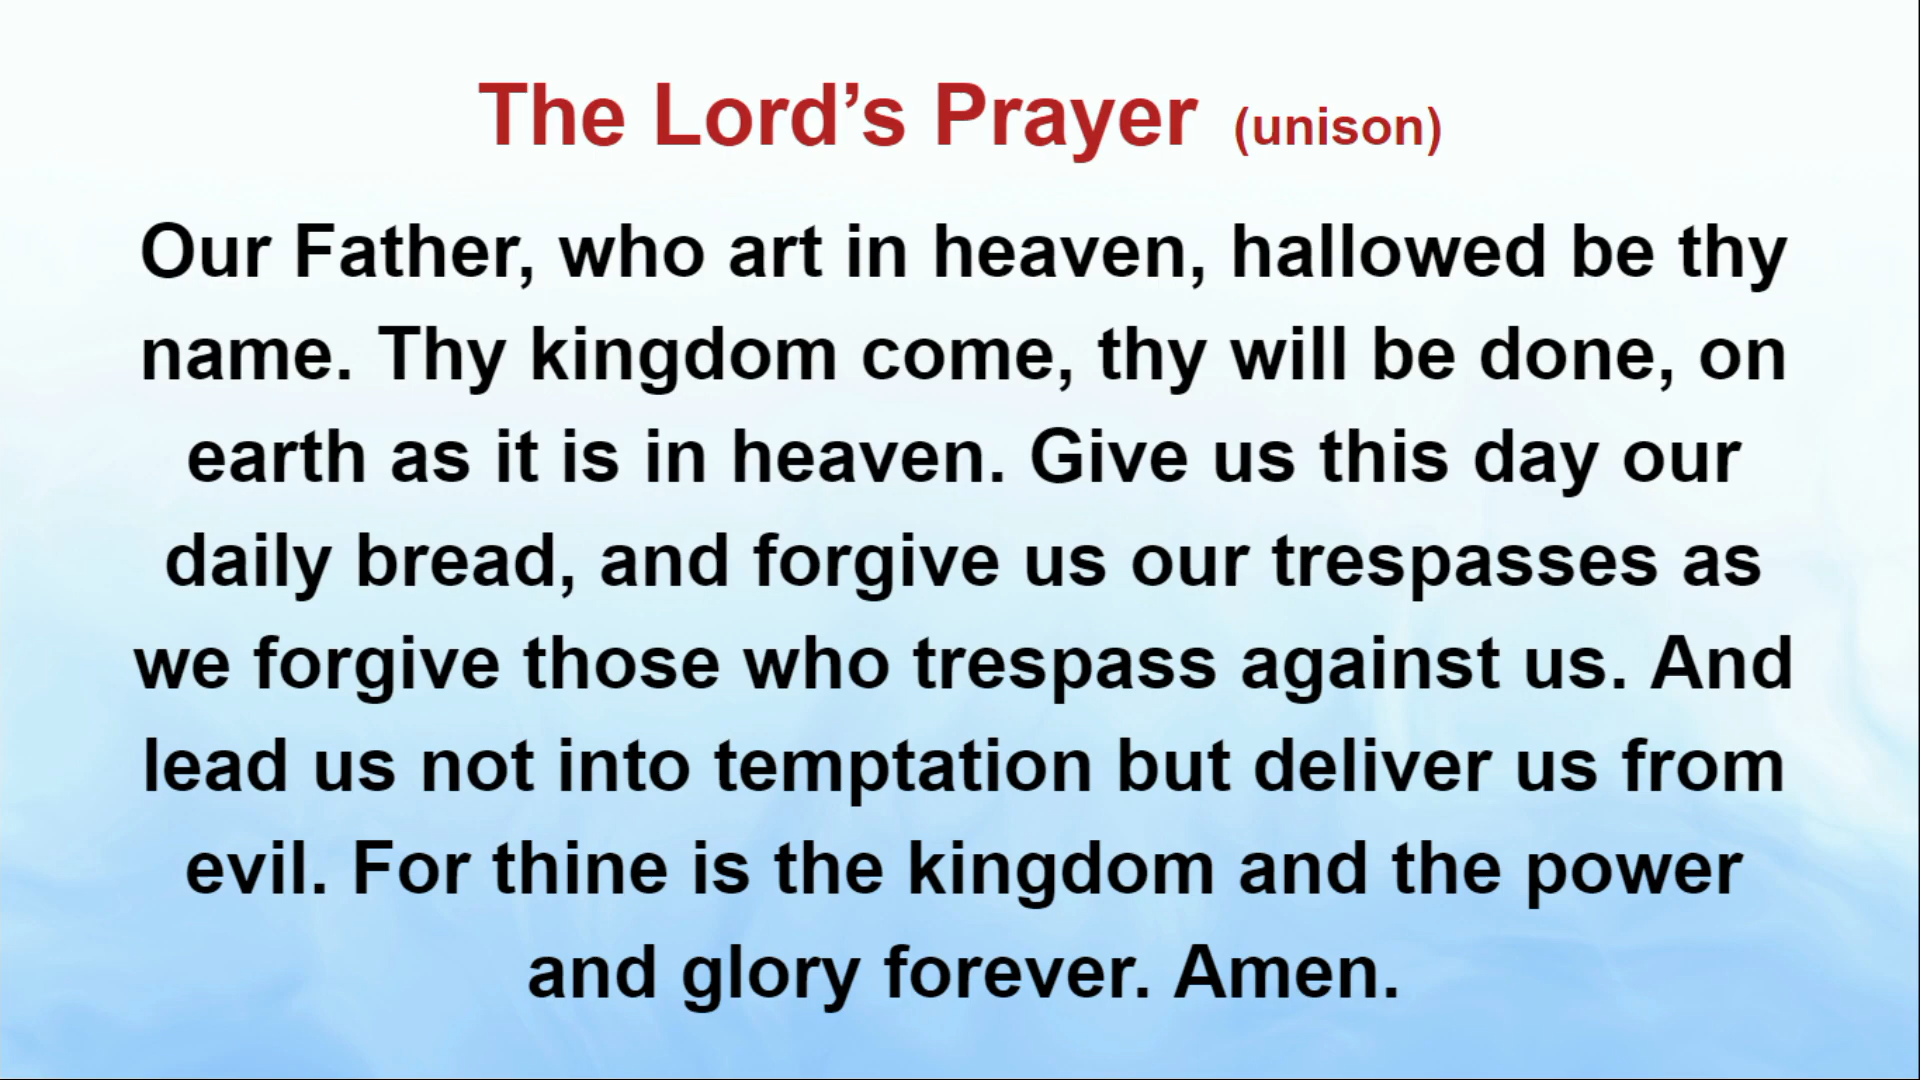 The Lord’s Prayer (unison)
Our Father, who art in heaven, hallowed be thy
name. Thy kingdom come, thy will be done, on
earth as it is in heaven. Give us this day our
daily bread, and forgive us our trespasses as
we forgive those who trespass against us. And
lead us not into temptation but deliver us from
evil. For thine is the kingdom and the power
and glory forever. Amen.